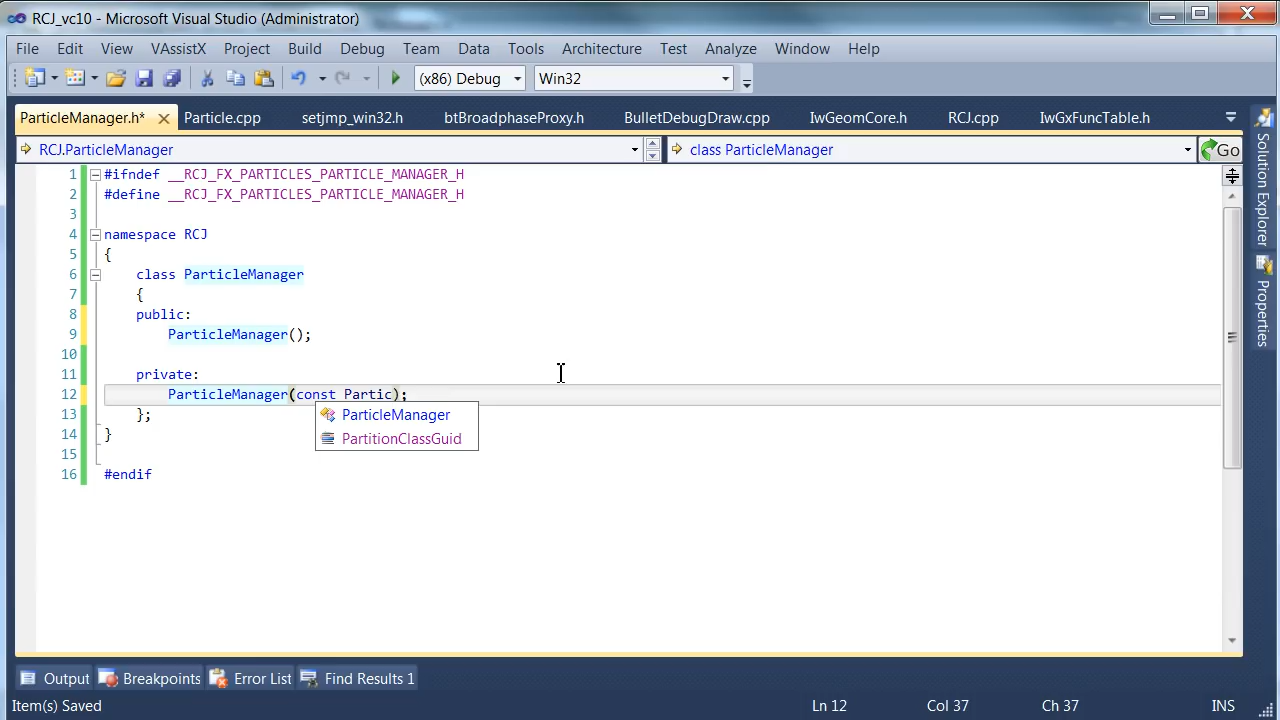 RCJ_vc10 - Microsoft Visual Studio (Administrator)
File Edit View VAssistX Project Build Debug Team Data Tools Architecture Test Analyze Window Help
(x86) Debug Win32
ParticleManager.h* Particle.cpp setjmp_win32.h btBroadphaseProxy.h BulletDebugDraw.cpp IwGeomCore.h RCJ.cpp IwGxFuncTable.h
RCJ.ParticleManager class ParticleManager Go
1 #ifndef __RCJ_FX_PARTICLES_PARTICLE_MANAGER_H
2 #define __RCJ_FX_PARTICLES_PARTICLE_MANAGER_H
3
4 namespace RCJ
5 {
6 class ParticleManager
7 {
8 public:
9 ParticleManager();
10
11 private:
12 ParticleManager(const Partic);
13 };
14 }
15
16 #endif
ParticleManager
PartitionClassGuid
Solution Explorer
Properties
Output Breakpoints Error List Find Results 1
Item(s) Saved Ln 12 Col 37 Ch 37 INS